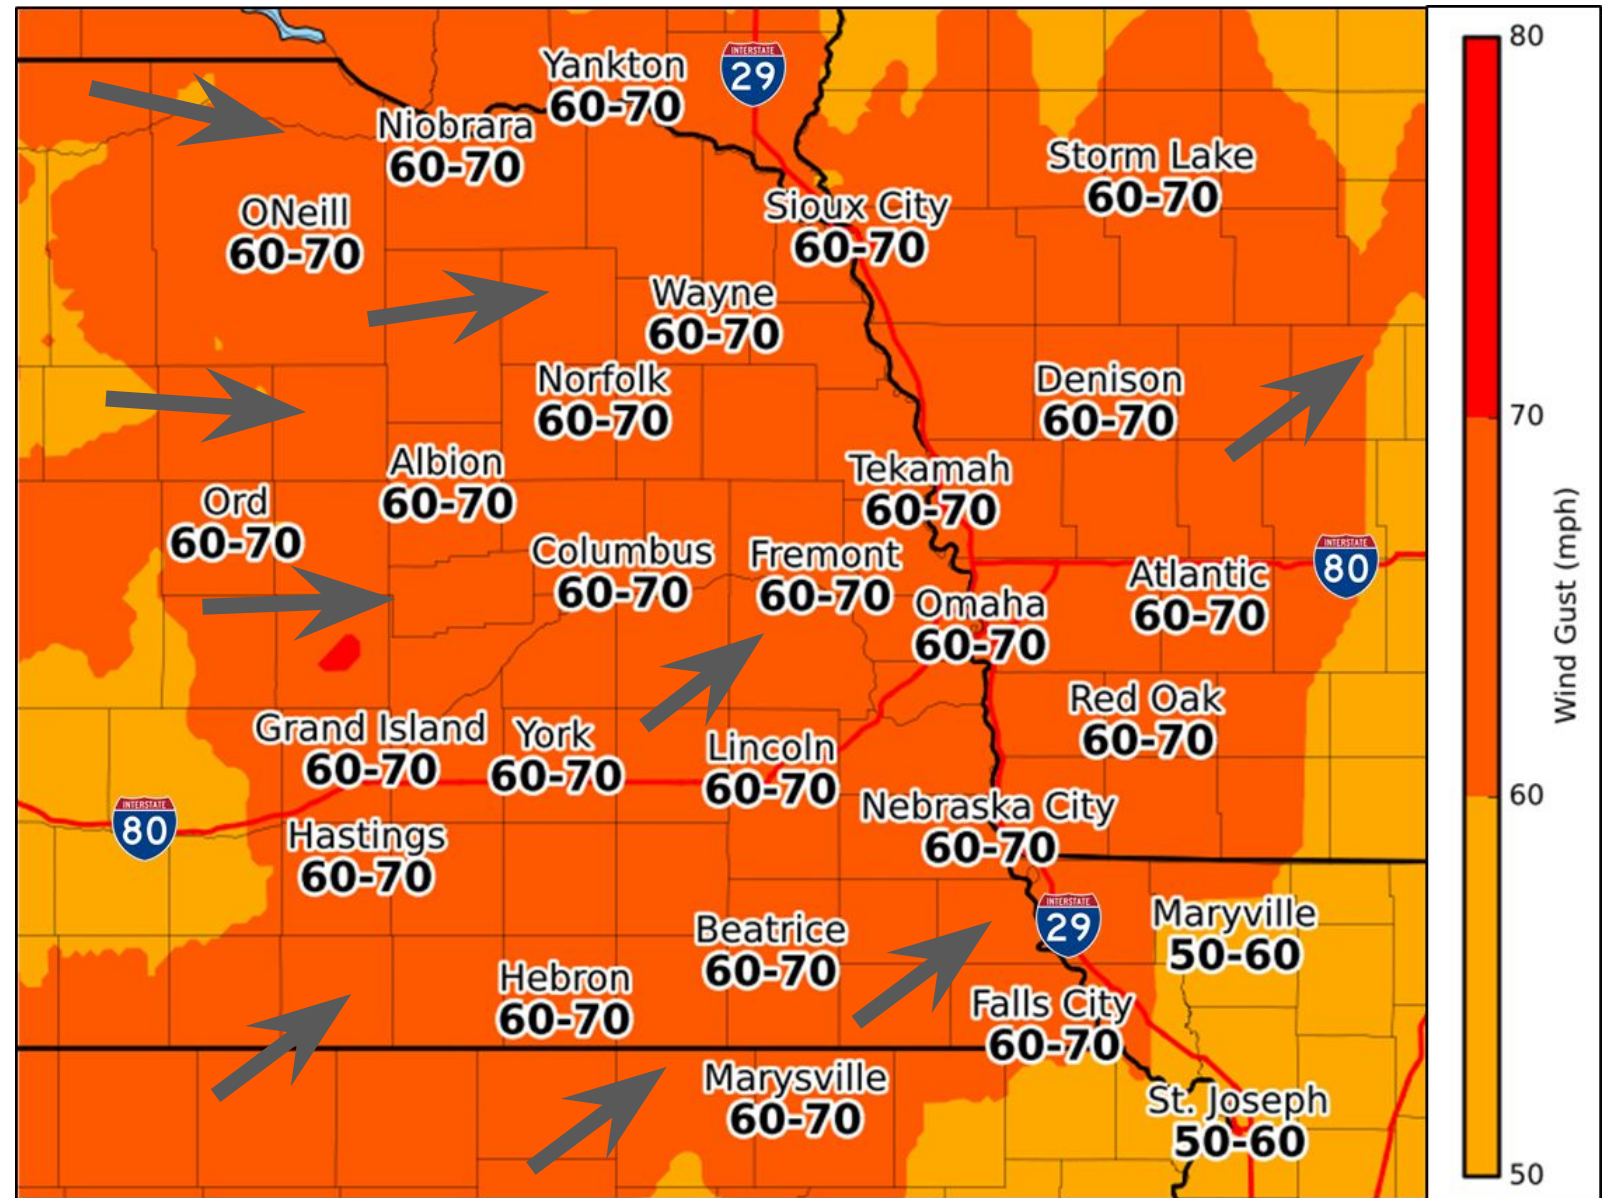 Yankton
60-70
INTERSTATE
29
Niobrara
60-70
Storm Lake
60-70
ONeill
60-70
Sioux City
60-70
Wayne
60-70
Norfolk
60-70
Denison
60-70
Albion
60-70
Tekamah
60-70
Ord
60-70
Columbus
60-70
Fremont
60-70
INTERSTATE
80
Atlantic
60-70
Omaha
60-70
Red Oak
60-70
Grand Island
60-70
York
60-70
Lincoln
60-70
INTERSTATE
80
Nebraska City
60-70
Hastings
60-70
INTERSTATE
29
Maryville
50-60
Beatrice
60-70
Hebron
60-70
Falls City
60-70
Marysville
60-70
St. Joseph
50-60
80
70
60
50
Wind Gust (mph)